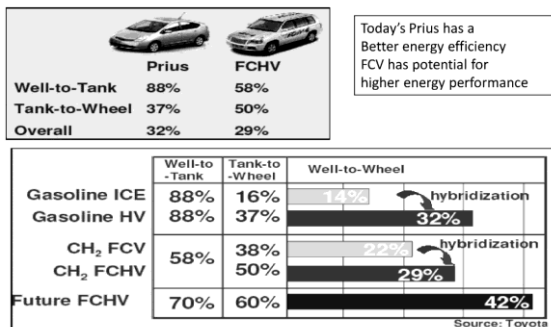 Prius FCHV
Well-to-Tank 88% 58%
Tank-to-Wheel 37% 50%
Overall 32% 29%
Today's Prius has a
Better energy efficiency
FCV has potential for
higher energy performance
Well-to Tank-to Well-to-Wheel
-Tank -Wheel
Gasoline ICE 88% 16% 14% hybridization
Gasoline HV 88% 37% 32%
CH₂ FCV 58% 38% 22% hybridization
CH₂ FCHV 50% 29%
Future FCHV 70% 60% 42%
Source: Toyota